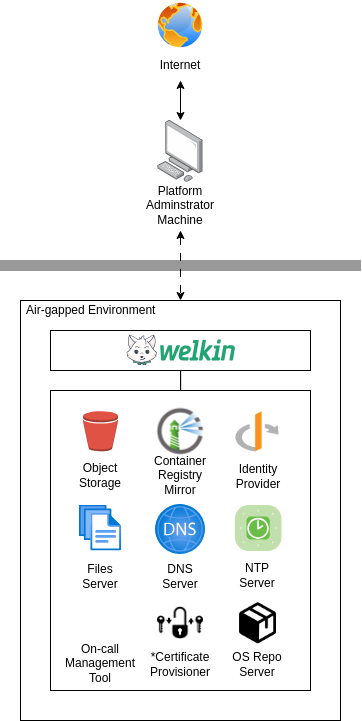 Internet
Platform
Adminstrator
Machine
Air-gapped Environment
welkin
Object
Storage
Container
Registry
Mirror
Identity
Provider
Files
Server
DNS
DNS
Server
NTP
Server
On-call
Management
Tool
*Certificate
Provisioner
OS Repo
Server